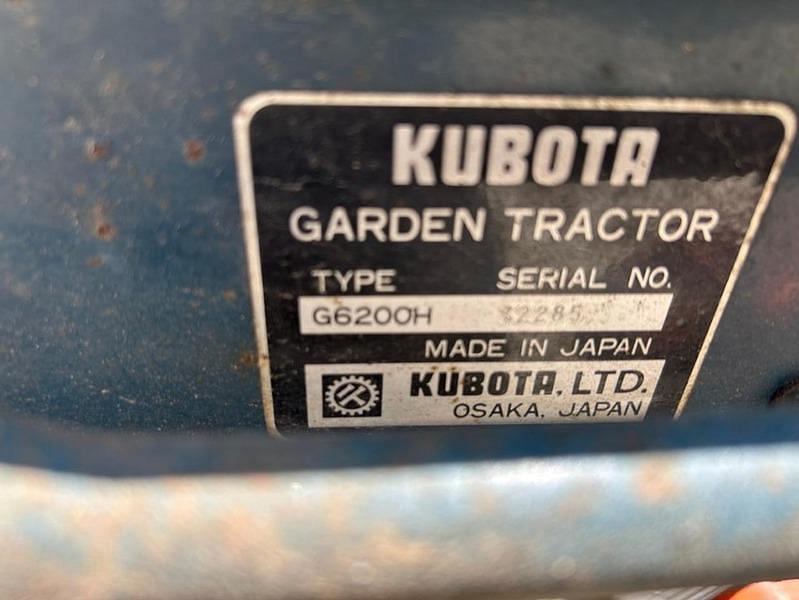 KUBOTA
GARDEN TRACTOR
TYPE SERIAL NO.
G6200H
MADE IN JAPAN
KUBOTA, LTD.
OSAKA, JAPAN